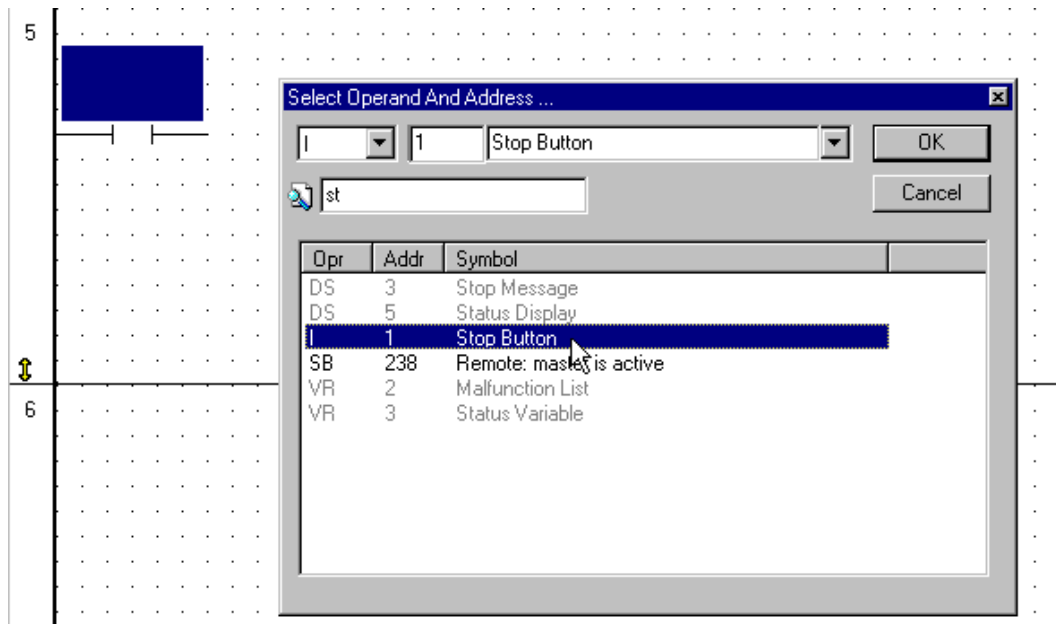 5
Select Operand And Address ...
I 1 Stop Button OK
st Cancel
Opr Addr Symbol
DS 3 Stop Message
DS 5 Status Display
I 1 Stop Button
SB 238 Remote: master is active
VR 2 Malfunction List
VR 3 Status Variable
6